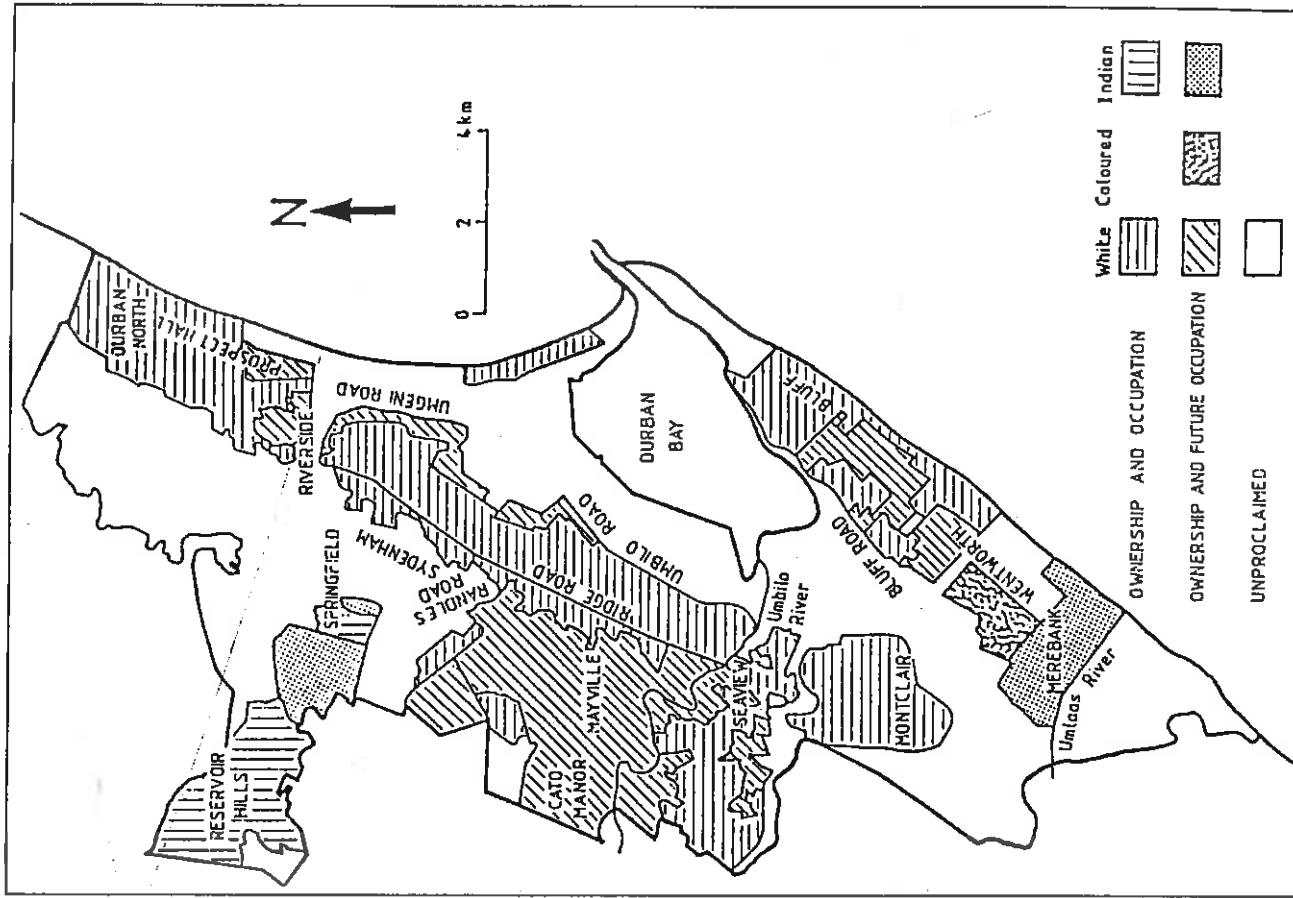 DURBAN
NORTH
PROSPECT HALL
RIVERSIDE
UMGENI ROAD
N
0 2 4 km
SPRINGFIELD
SYDENHAM
RANDLES
ROAD
RIDGE ROAD
UMBILO
ROAD
DURBAN
BAY
RESERVOIR
HILLS
CATO
MANOR
MAYVILLE
SEAVIEW
Umbilo
River
MONTCLAIR
BLUFF ROAD
BLUFF
WENTWORTH
MEREBANK
Umlaas River
White Coloured Indian
OWNERSHIP AND OCCUPATION
OWNERSHIP AND FUTURE OCCUPATION
UNPROCLAIMED